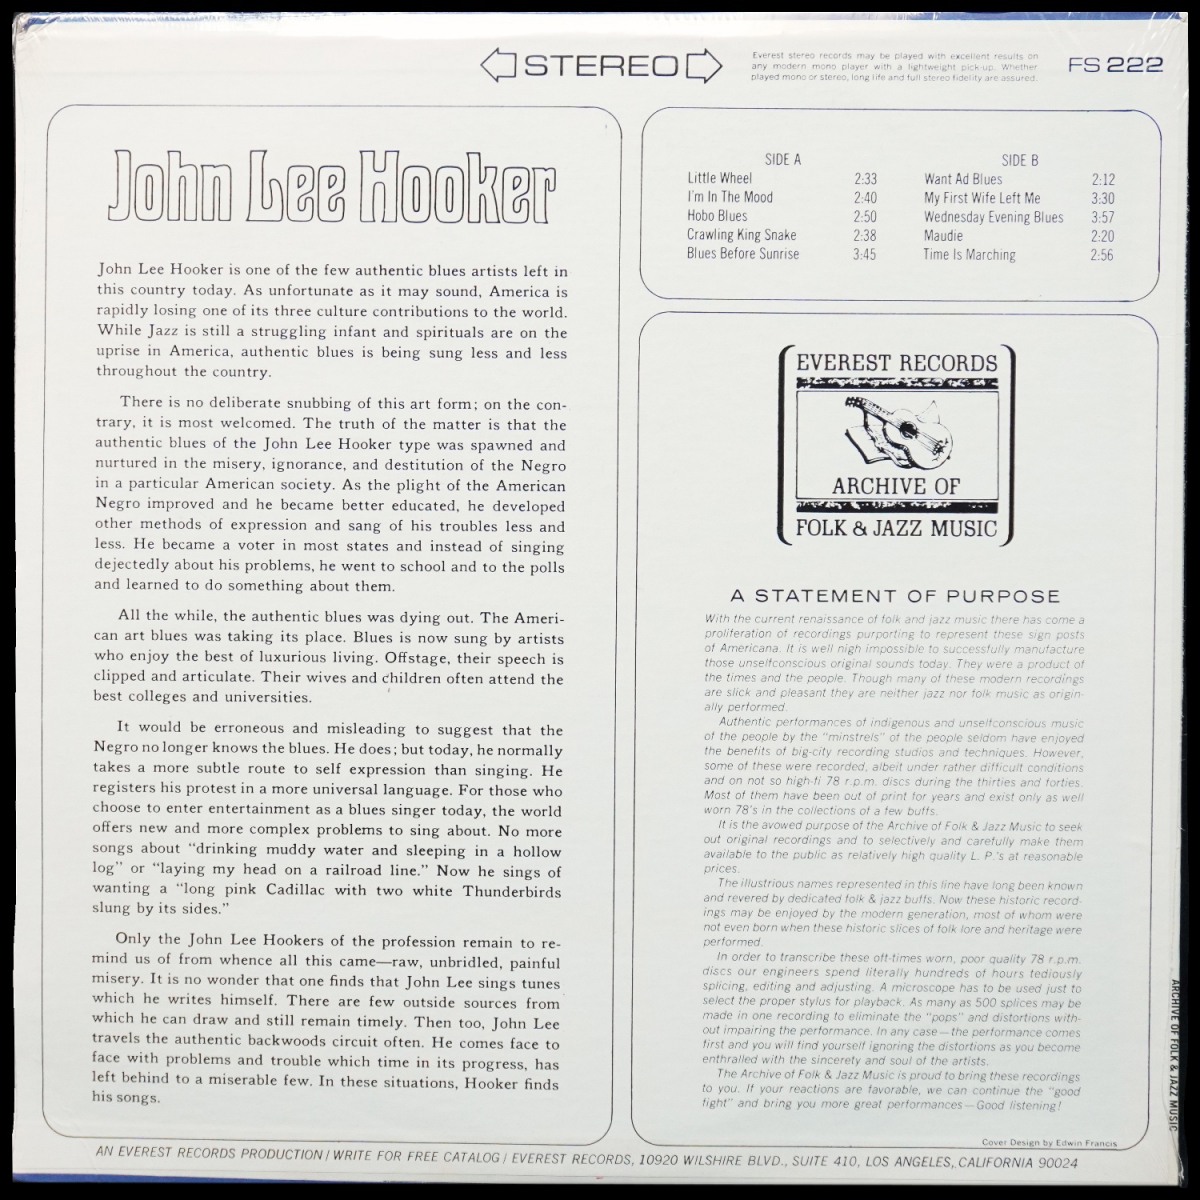 STEREO
Everest stereo records may be played with excellent results on
any modern mono player with a lightweight pick-up. Whether
played mono or stereo, long life and full stereo fidelity are assured.
FS 222
John Lee Hooker
John Lee Hooker is one of the few authentic blues artists left in
this country today. As unfortunate as it may sound, America is
rapidly losing one of its three culture contributions to the world.
While Jazz is still a struggling infant and spirituals are on the
uprise in America, authentic blues is being sung less and less
throughout the country.
There is no deliberate snubbing of this art form; on the con-
trary, it is most welcomed. The truth of the matter is that the
authentic blues of the John Lee Hooker type was spawned and
nurtured in the misery, ignorance, and destitution of the Negro
in a particular American society. As the plight of the American
Negro improved and he became better educated, he developed
other methods of expression and sang of his troubles less and
less. He became a voter in most states and instead of singing
dejectedly about his problems, he went to school and to the polls
and learned to do something about them.
All the while, the authentic blues was dying out. The Ameri-
can art blues was taking its place. Blues is now sung by artists
who enjoy the best of luxurious living. Offstage, their speech is
clipped and articulate. Their wives and children often attend the
best colleges and universities.
It would be erroneous and misleading to suggest that the
Negro no longer knows the blues. He does; but today, he normally
takes a more subtle route to self expression than singing. He
registers his protest in a more universal language. For those who
choose to enter entertainment as a blues singer today, the world
offers new and more complex problems to sing about. No more
songs about "drinking muddy water and sleeping in a hollow
log" or "laying my head on a railroad line." Now he sings of
wanting a "long pink Cadillac with two white Thunderbirds
slung by its sides."
Only the John Lee Hookers of the profession remain to re-
mind us of from whence all this came—raw, unbridled, painful
misery. It is no wonder that one finds that John Lee sings tunes
which he writes himself. There are few outside sources from
which he can draw and still remain timely. Then too, John Lee
travels the authentic backwoods circuit often. He comes face to
face with problems and trouble which time in its progress, has
left behind to a miserable few. In these situations, Hooker finds
his songs.
SIDE A
Little Wheel 2:33
I'm In The Mood 2:40
Hobo Blues 2:50
Crawling King Snake 2:38
Blues Before Sunrise 3:45
SIDE B
Want Ad Blues 2:12
My First Wife Left Me 3:30
Wednesday Evening Blues 3:57
Maudie 2:20
Time Is Marching 2:56
EVEREST RECORDS
ARCHIVE OF
FOLK & JAZZ MUSIC
A STATEMENT OF PURPOSE
With the current renaissance of folk and jazz music there has come a
proliferation of recordings purporting to represent these sign posts
of Americana. It is well nigh impossible to successfully manufacture
those unselfconscious original sounds today. They were a product of
the times and the people. Though many of these modern recordings
are slick and pleasant they are neither jazz nor folk music as origin-
ally performed.
Authentic performances of indigenous and unselfconscious music
of the people by the "minstrels" of the people seldom have enjoyed
the benefits of big-city recording studios and techniques. However,
some of these were recorded, albeit under rather difficult conditions
and on not so high-fi 78 r.p.m. discs during the thirties and forties.
Most of them have been out of print for years and exist only as well
worn 78's in the collections of a few buffs.
It is the avowed purpose of the Archive of Folk & Jazz Music to seek
out original recordings and to selectively and carefully make them
available to the public as relatively high quality L. P.'s at reasonable
prices.
The illustrious names represented in this line have long been known
and revered by dedicated folk & jazz buffs. Now these historic record-
ings may be enjoyed by the modern generation, most of whom were
not even born when these historic slices of folk lore and heritage were
performed.
In order to transcribe these oft-times worn, poor quality 78 r.p.m.
discs our engineers spend literally hundreds of hours tediously
splicing, editing and adjusting. A microscope has to be used just to
select the proper stylus for playback. As many as 500 splices may be
made in one recording to eliminate the "pops" and distortions with-
out impairing the performance. In any case—the performance comes
first and you will find yourself ignoring the distortions as you become
enthralled with the sincerety and soul of the artists.
The Archive of Folk & Jazz Music is proud to bring these recordings
to you. If your reactions are favorable, we can continue the "good
fight" and bring you more great performances—Good listening!
Cover Design by Edwin Francis
AN EVEREST RECORDS PRODUCTION / WRITE FOR FREE CATALOG / EVEREST RECORDS, 10920 WILSHIRE BLVD., SUITE 410, LOS ANGELES, CALIFORNIA 90024
ARCHIVE OF FOLK & JAZZ MUSIC